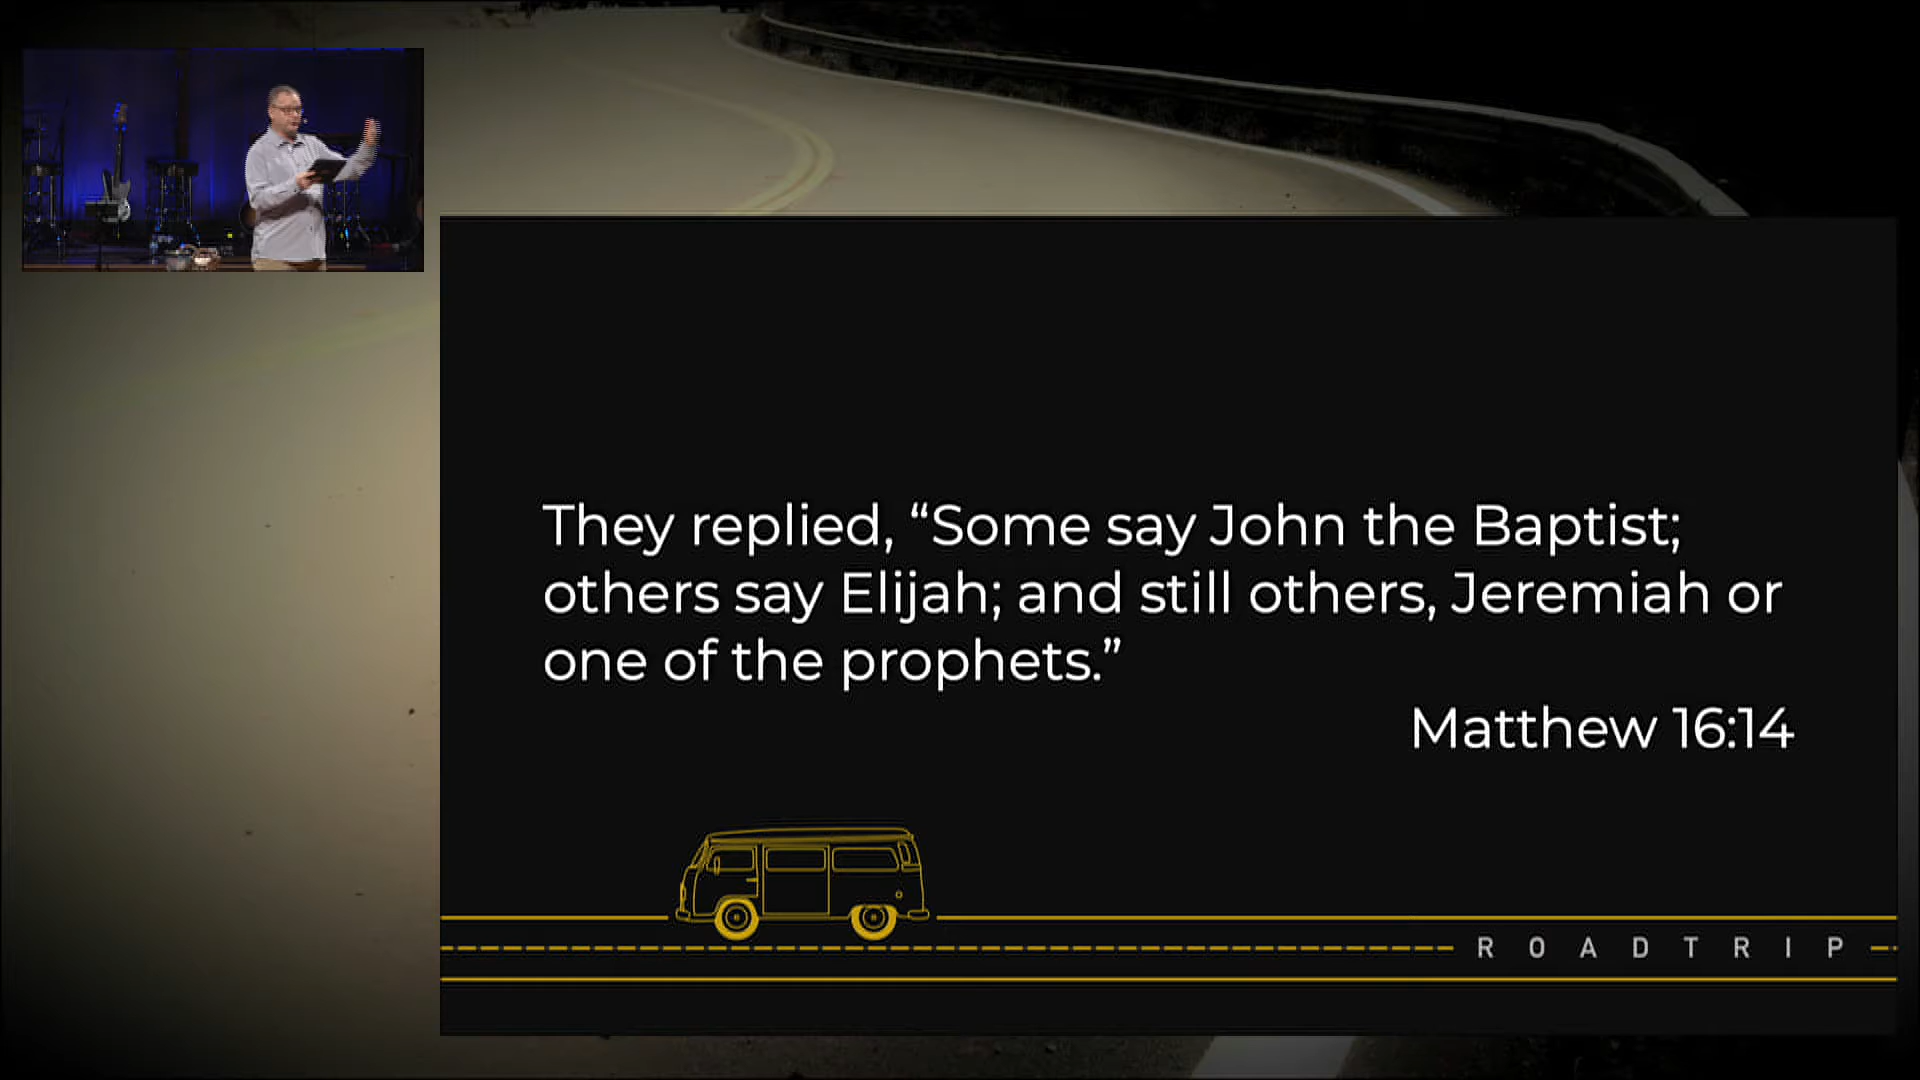 They replied, “Some say John the Baptist;
others say Elijah; and still others, Jeremiah or
one of the prophets.”
Matthew 16:14
ROADTRIP